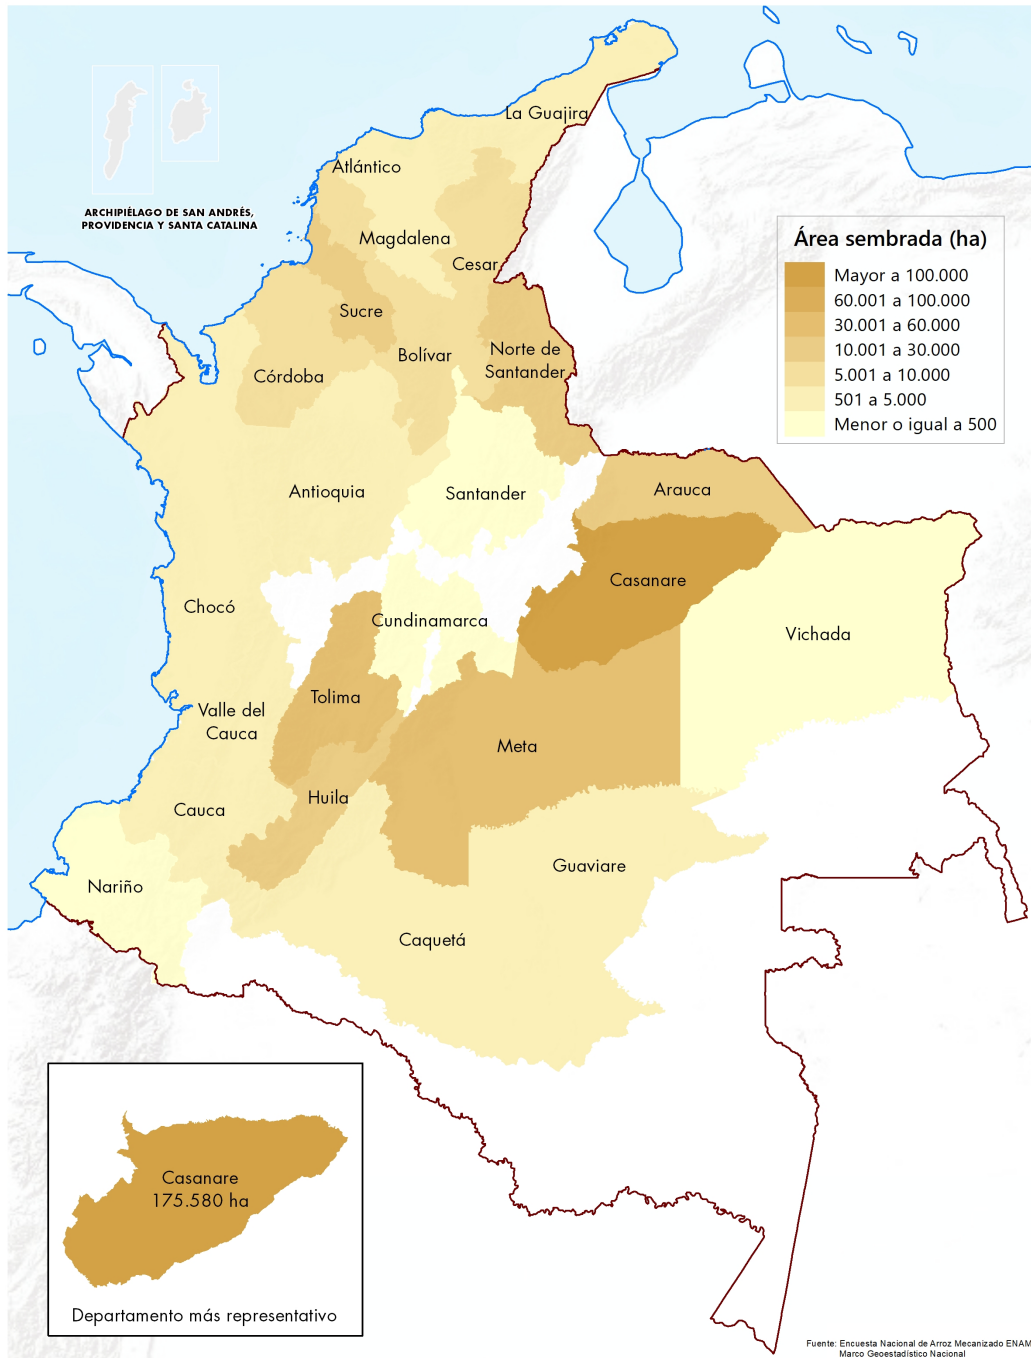 La Guajira
Atlántico
ARCHIPIÉLAGO DE SAN ANDRÉS,
PROVIDENCIA Y SANTA CATALINA
Magdalena
Cesar
Área sembrada (ha)
Mayor a 100.000
60.001 a 100.000
30.001 a 60.000
10.001 a 30.000
5.001 a 10.000
501 a 5.000
Menor o igual a 500
Sucre
Bolívar
Norte de
Santander
Córdoba
Antioquia
Santander
Arauca
Casanare
Chocó
Cundinamarca
Vichada
Tolima
Valle del
Cauca
Meta
Huila
Cauca
Guaviare
Nariño
Caquetá
Casanare
175.580 ha
Departamento más representativo
Fuente: Encuesta Nacional de Arroz Mecanizado ENAM
Marco Geoestadístico Nacional